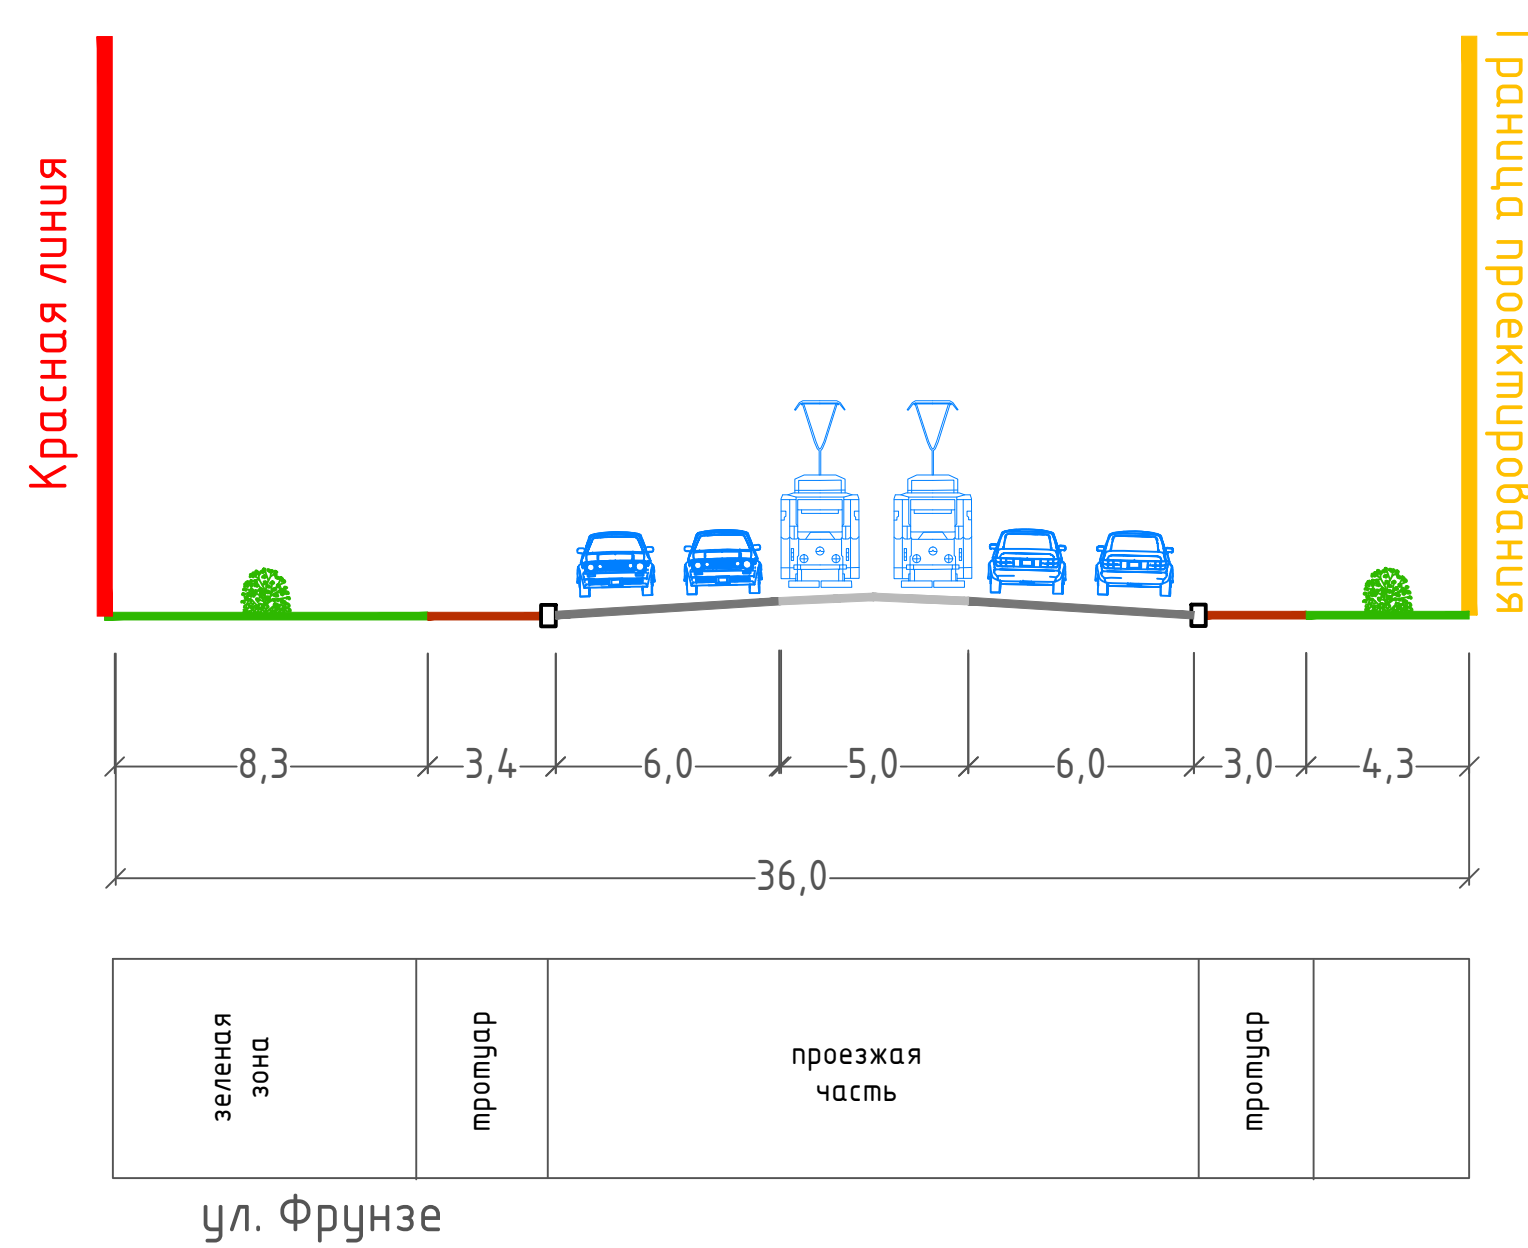 Красная линия
Граница проектирования
8,3 3,4 6,0 5,0 6,0 3,0 4,3
36,0
зеленая
зона
тротуар
проезжая
часть
тротуар
ул. Фрунзе